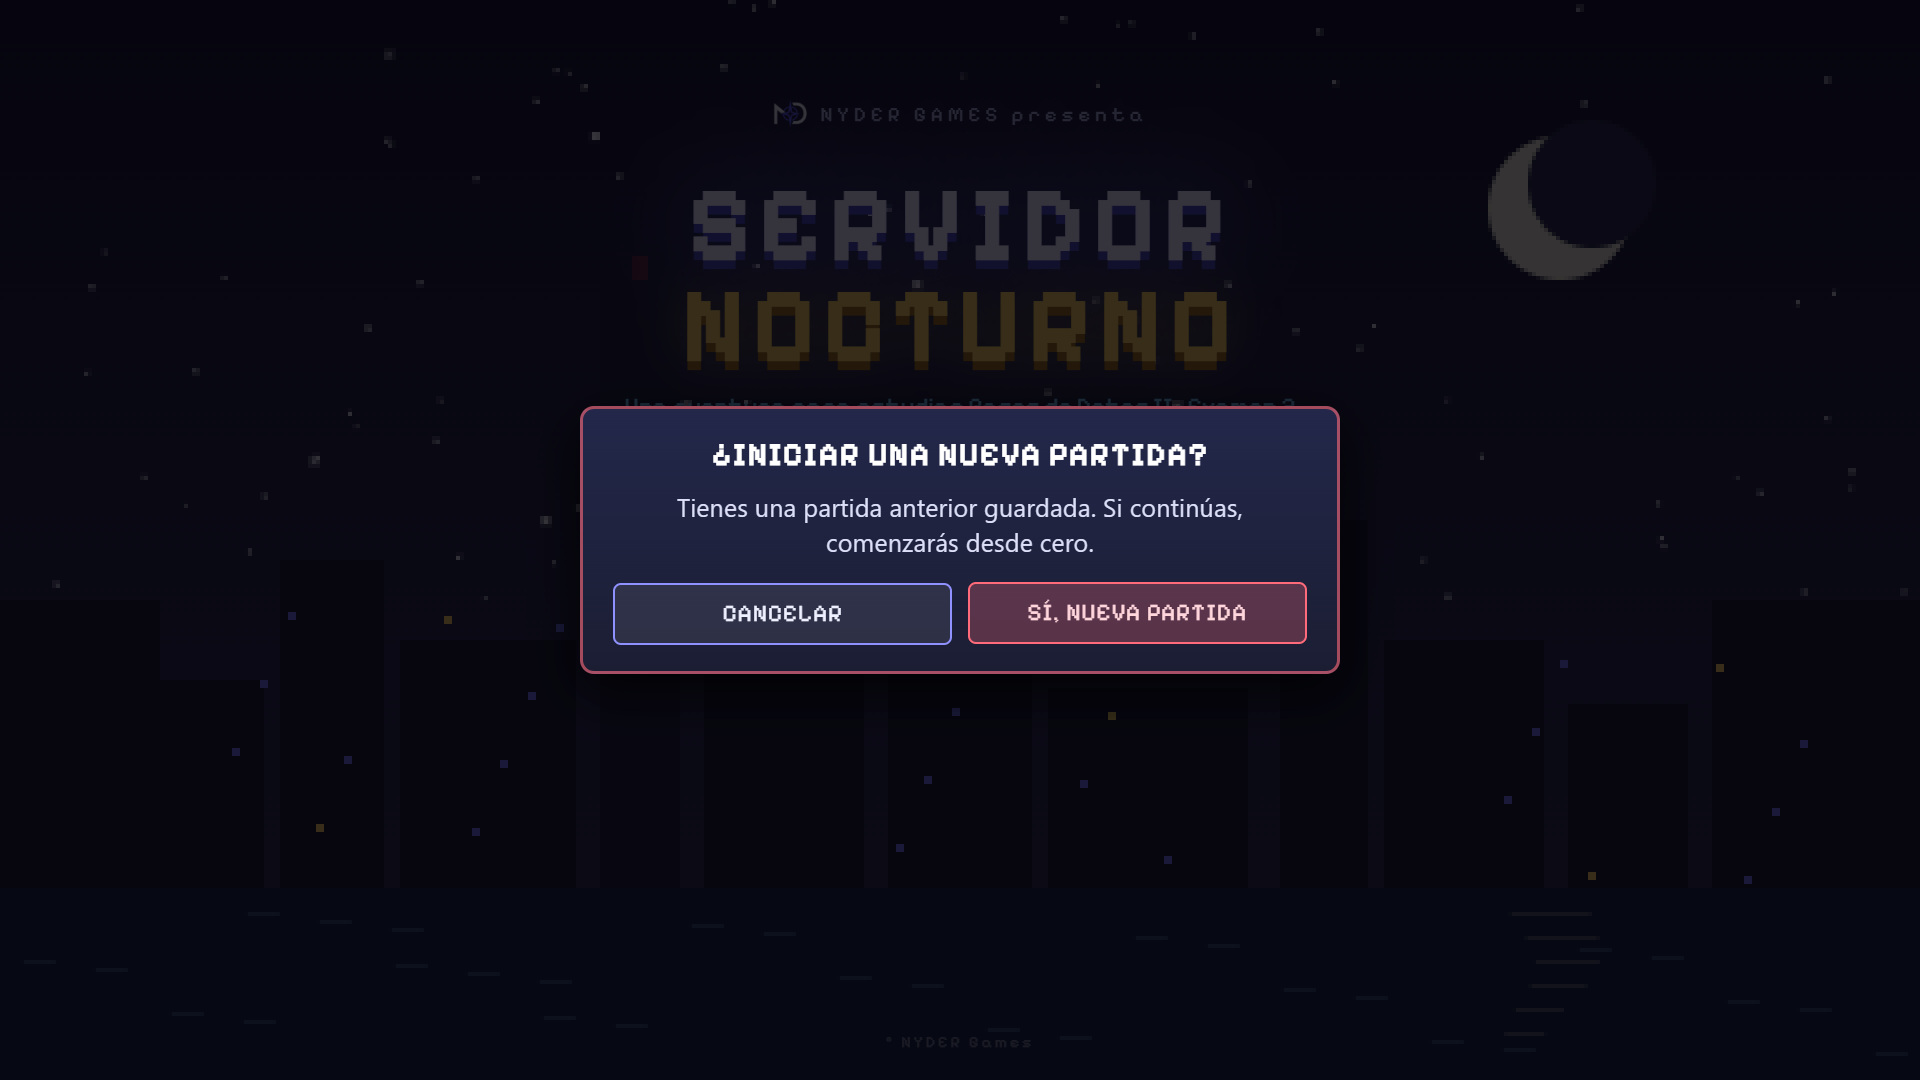 NYDER GAMES presenta
SERVIDOR
NOCTURNO
¿INICIAR UNA NUEVA PARTIDA?
Tienes una partida anterior guardada. Si continúas,
comenzarás desde cero.
CANCELAR
SÍ, NUEVA PARTIDA
NYDER Games